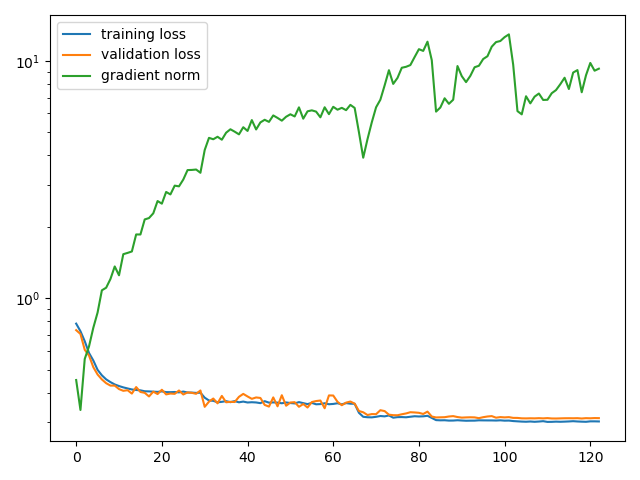 training loss
validation loss
gradient norm
10¹
10⁰
0 20 40 60 80 100 120